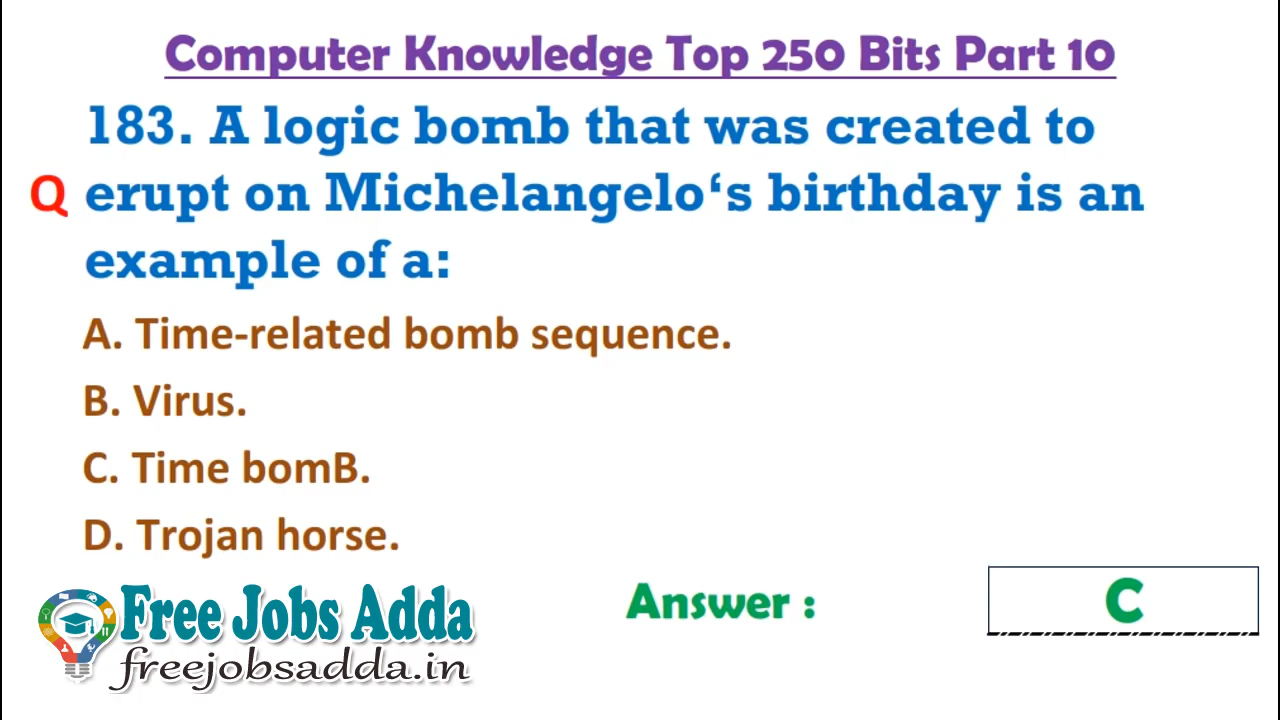 Computer Knowledge Top 250 Bits Part 10
183. A logic bomb that was created to
Q erupt on Michelangelo‘s birthday is an
example of a:
A. Time-related bomb sequence.
B. Virus.
C. Time bomB.
D. Trojan horse.
Free Jobs Adda
freejobsadda.in
Answer :
C